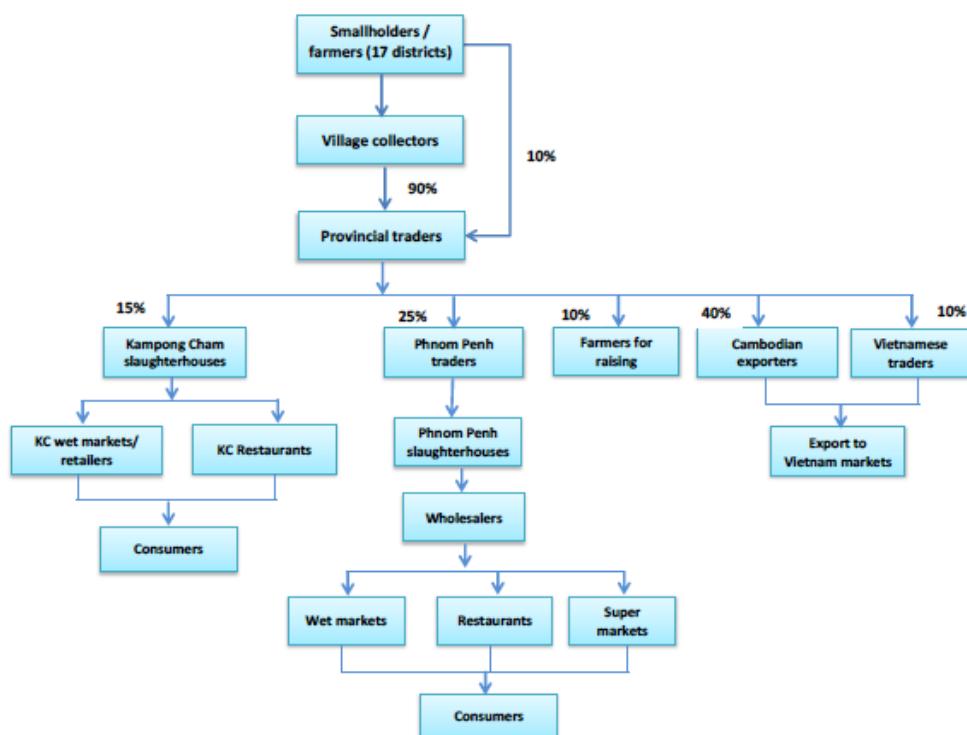 Smallholders /
farmers (17 districts)
Village collectors
10%
90%
Provincial traders
15%
25%
10%
40%
10%
Kampong Cham
slaughterhouses
Phnom Penh
traders
Farmers for
raising
Cambodian
exporters
Vietnamese
traders
KC wet markets/
retailers
KC Restaurants
Phnom Penh
slaughterhouses
Export to
Vietnam markets
Wholesalers
Consumers
Wet markets
Restaurants
Super
markets
Consumers